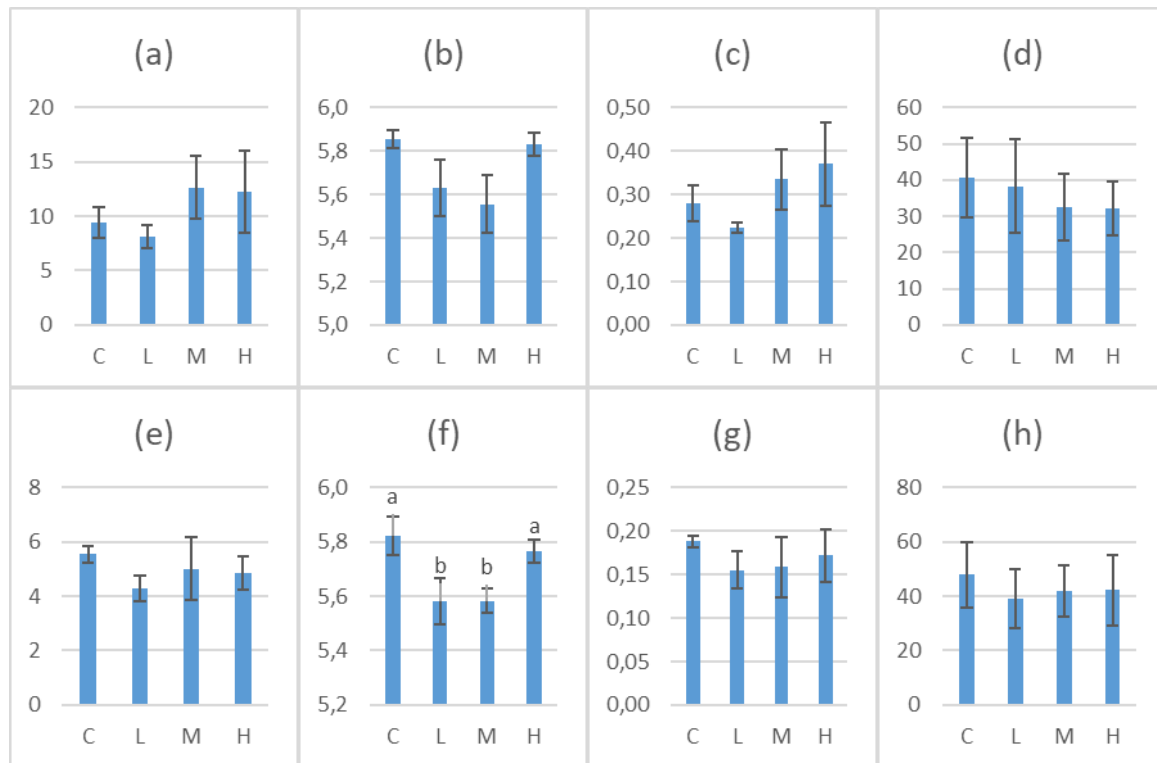 (a)
20
15
10
5
0
C L M H
(b)
6,0
5,8
5,6
5,4
5,2
5,0
C L M H
(c)
0,50
0,40
0,30
0,20
0,10
0,00
C L M H
(d)
60
50
40
30
20
10
0
C L M H
(e)
8
6
4
2
0
C L M H
(f)
6,0
5,8
5,6
5,4
5,2
a
b
b
a
C L M H
(g)
0,25
0,20
0,15
0,10
0,05
0,00
C L M H
(h)
80
60
40
20
0
C L M H